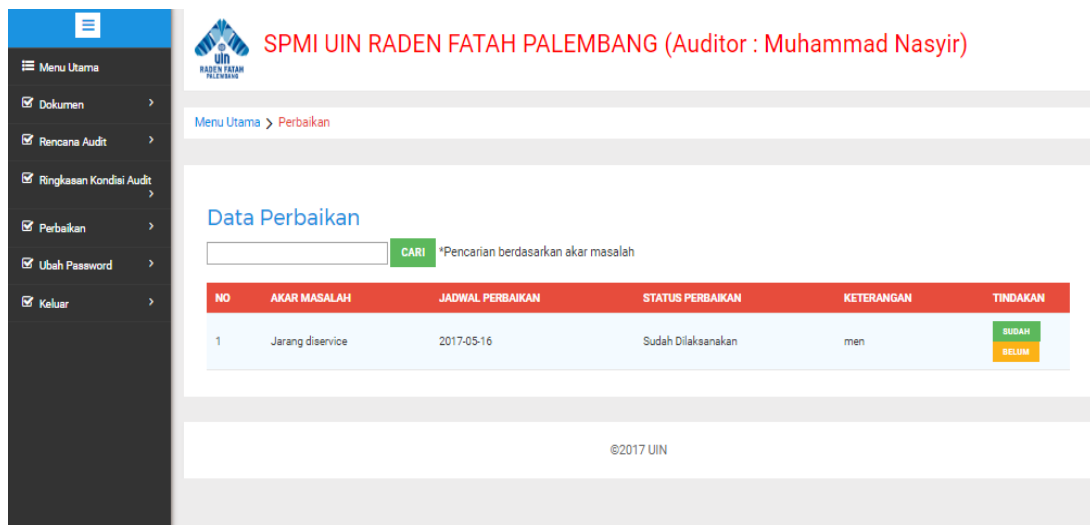 uin
RADEN FATAH
PALEMBANG
SPMI UIN RADEN FATAH PALEMBANG (Auditor : Muhammad Nasyir)
Menu Utama
Dokumen >
Rencana Audit >
Ringkasan Kondisi Audit
>
Perbaikan >
Ubah Password >
Keluar >
Menu Utama > Perbaikan
Data Perbaikan
CARI *Pencarian berdasarkan akar masalah
NO AKAR MASALAH JADWAL PERBAIKAN STATUS PERBAIKAN KETERANGAN TINDAKAN
1 Jarang diservice 2017-05-16 Sudah Dilaksanakan men SUDAH
BELUM
©2017 UIN